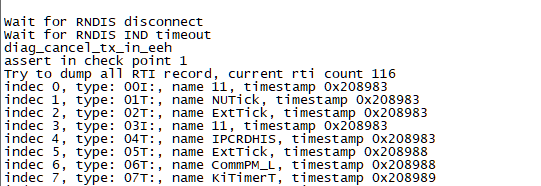 Wait for RNDIS disconnect
Wait for RNDIS IND timeout
diag_cancel_tx_in_eeh
assert in check point 1
Try to dump all RTI record, current rti count 116
indec 0, type: 00I:, name 11, timestamp 0x208983
indec 1, type: 01T:, name NUTick, timestamp 0x208983
indec 2, type: 02T:, name ExtTick, timestamp 0x208983
indec 3, type: 03I:, name 11, timestamp 0x208983
indec 4, type: 04T:, name IPCRDHIS, timestamp 0x208983
indec 5, type: 05T:, name ExtTick, timestamp 0x208988
indec 6, type: 06T:, name CommPM_L, timestamp 0x208988
indec 7, type: 07T:, name KiTimerT, timestamp 0x208989